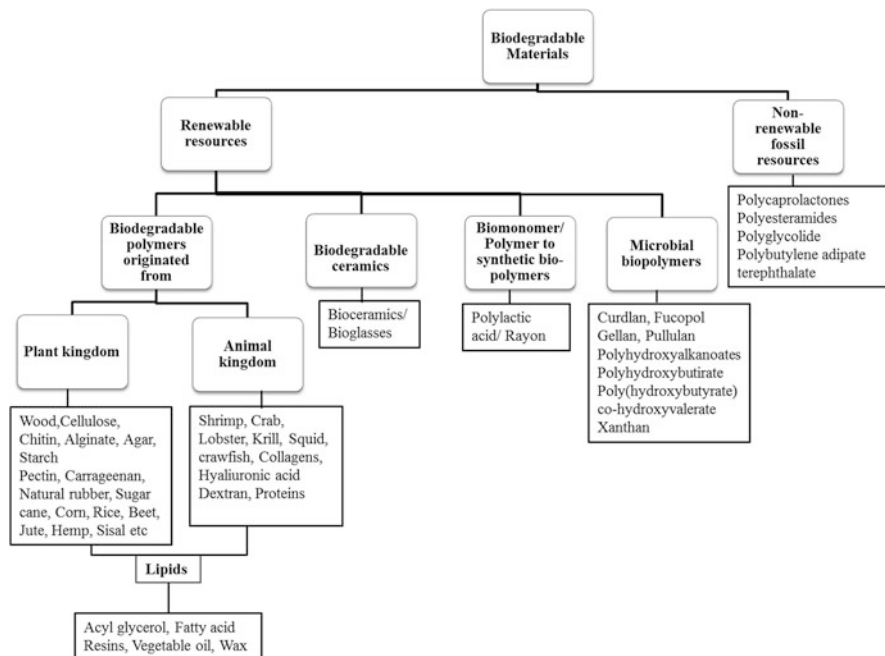 Biodegradable
Materials
Renewable
resources
Non-
renewable
fossil
resources
Polycaprolactones
Polyesteramides
Polyglycolide
Polybutylene adipate
terephthalate
Biodegradable
polymers
originated
from
Biodegradable
ceramics
Bioceramics/
Bioglasses
Biomonomer/
Polymer to
synthetic bio-
polymers
Polylactic
acid/ Rayon
Microbial
biopolymers
Curdlan, Fucopol
Gellan, Pullulan
Polyhydroxyalkanoates
Polyhydroxybutirate
Poly(hydroxybutyrate)
co-hydroxyvalerate
Xanthan
Plant kingdom
Wood,Cellulose,
Chitin, Alginate, Agar,
Starch
Pectin, Carrageenan,
Natural rubber, Sugar
cane, Corn, Rice, Beet,
Jute, Hemp, Sisal etc
Animal
kingdom
Shrimp, Crab,
Lobster, Krill, Squid,
crawfish, Collagens,
Hyaliuronic acid
Dextran, Proteins
Lipids
Acyl glycerol, Fatty acid
Resins, Vegetable oil, Wax